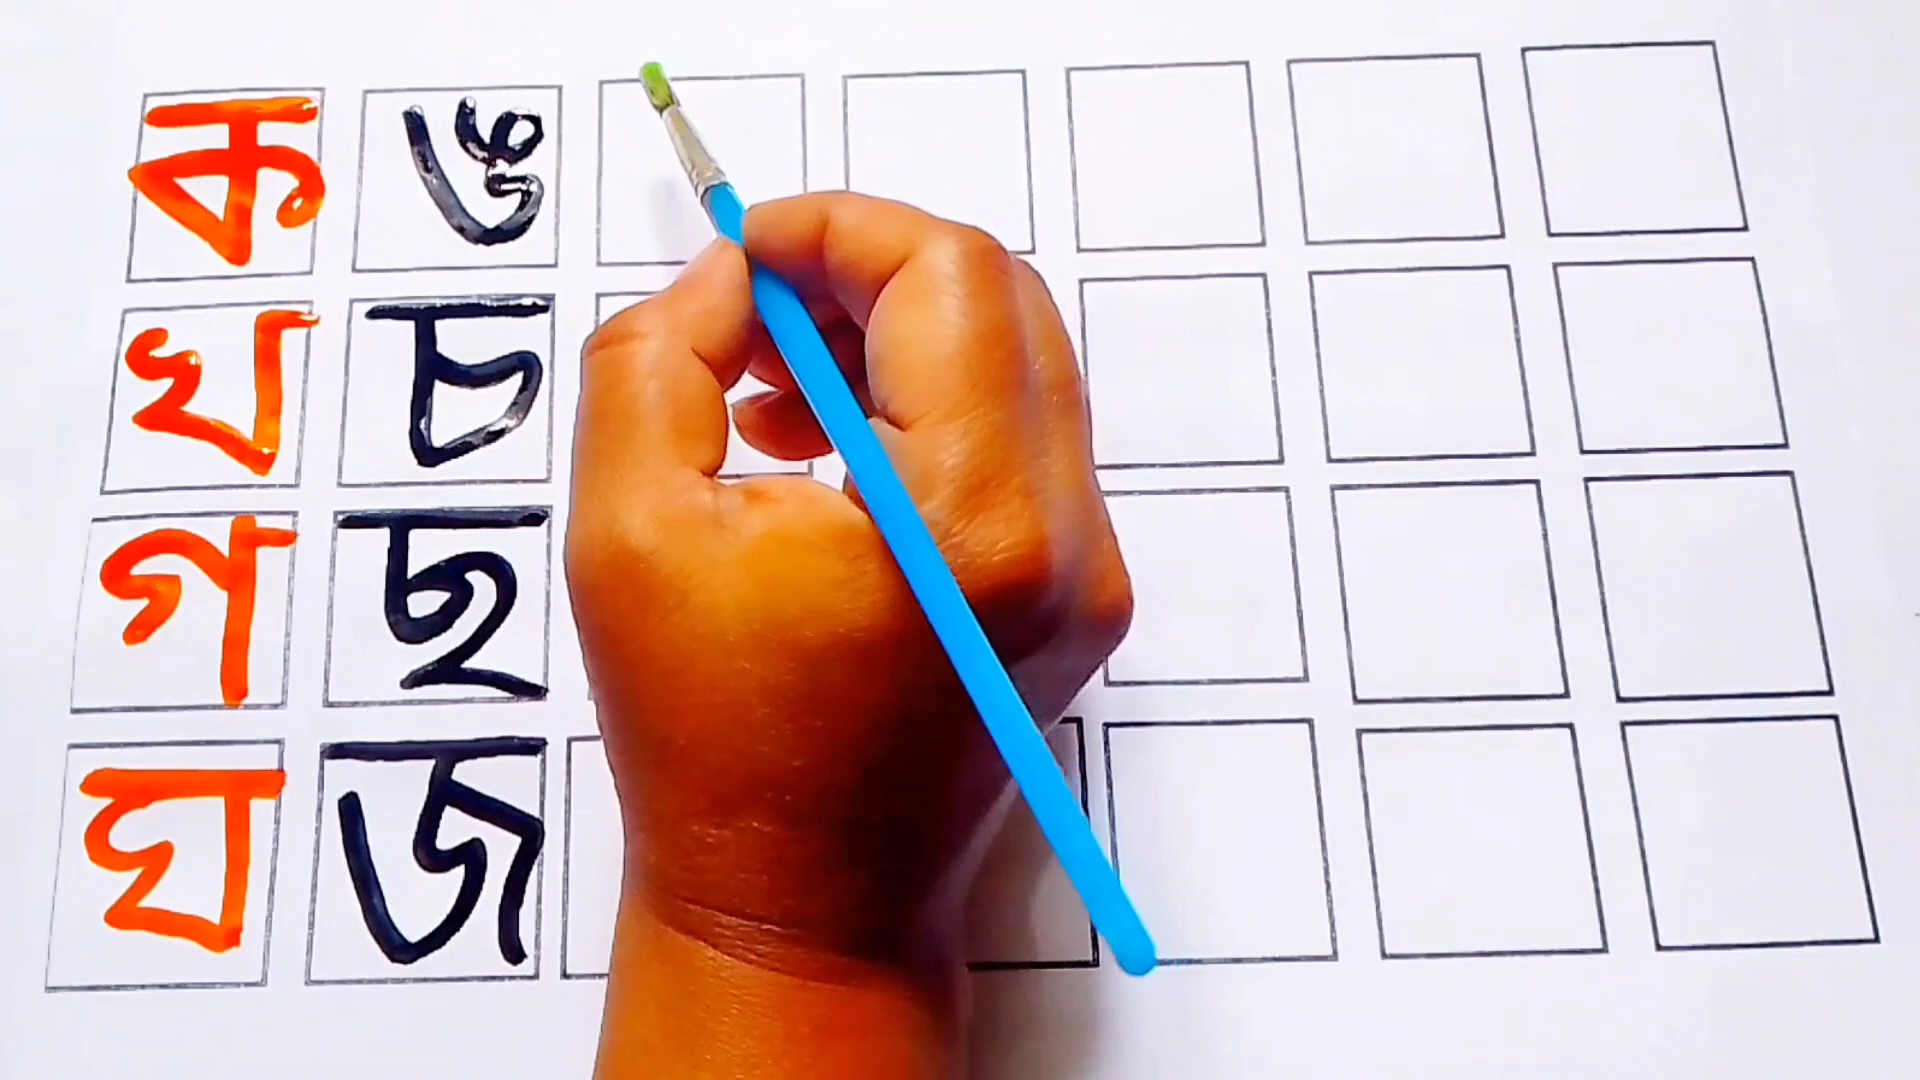 ক ঙ
খ চ
গ ছ
ঘ জ